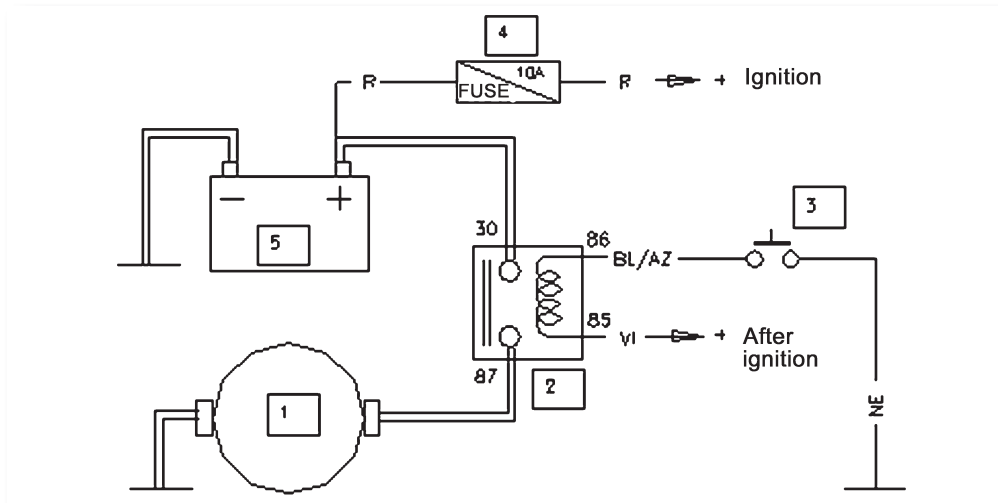 4
R
10A
FUSE
R
+
Ignition
−
+
5
3
30
86
BL/AZ
85
VI
+
After
ignition
87
2
1
NE